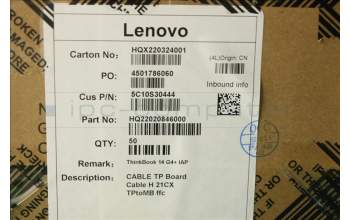 Lenovo
Carton No: HQX220324001
(4L)Origin: CN
PO: 4501786060
Inbound info
Cus P/N: 5C10S30444
Part No: HQ22020846000
QTY: 50
Remark: ThinkBook 14 G4+ IAP
Description: CABLE TP Board
Cable H 21CX
TPtoMB ffc